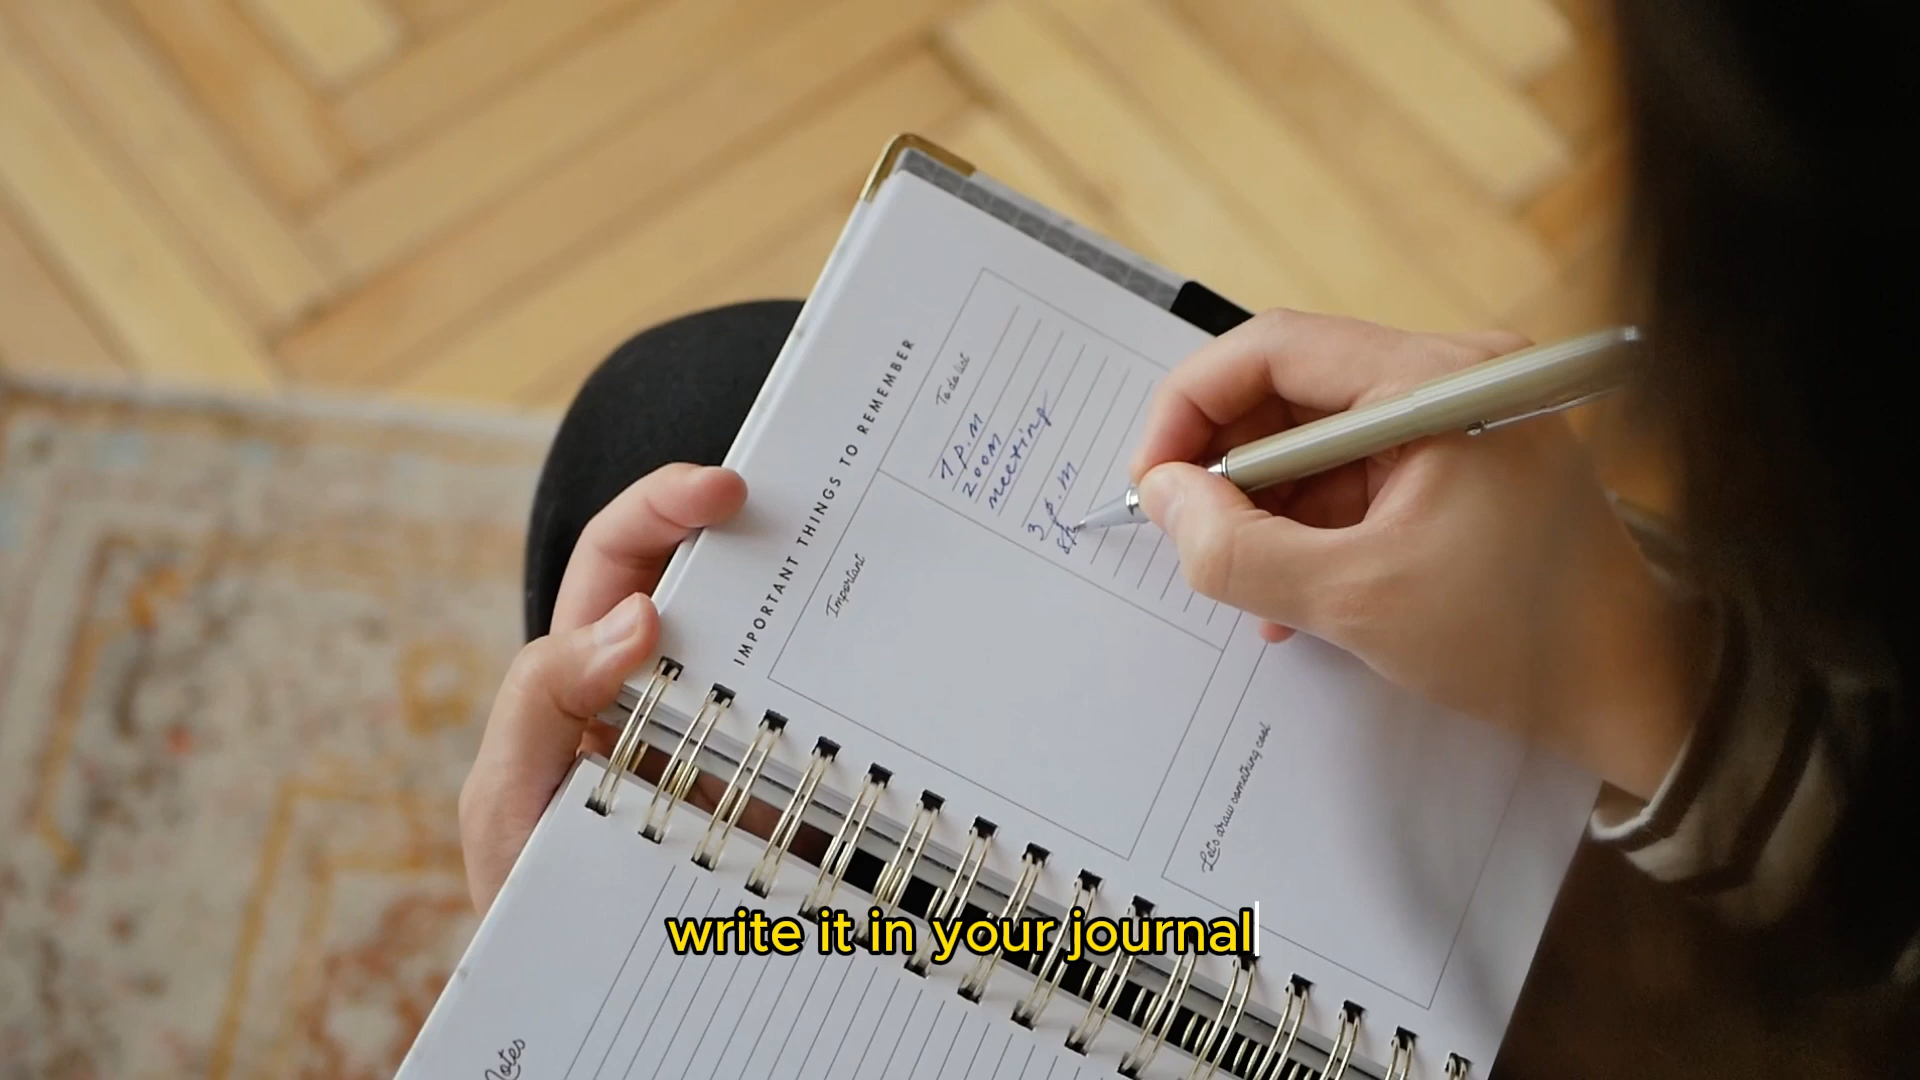 IMPORTANT THINGS TO REMEMBER
To do list
1 p.m
zoom
meeting
3 p.m
Important
Let's draw something cool
Notes
write it in your journal